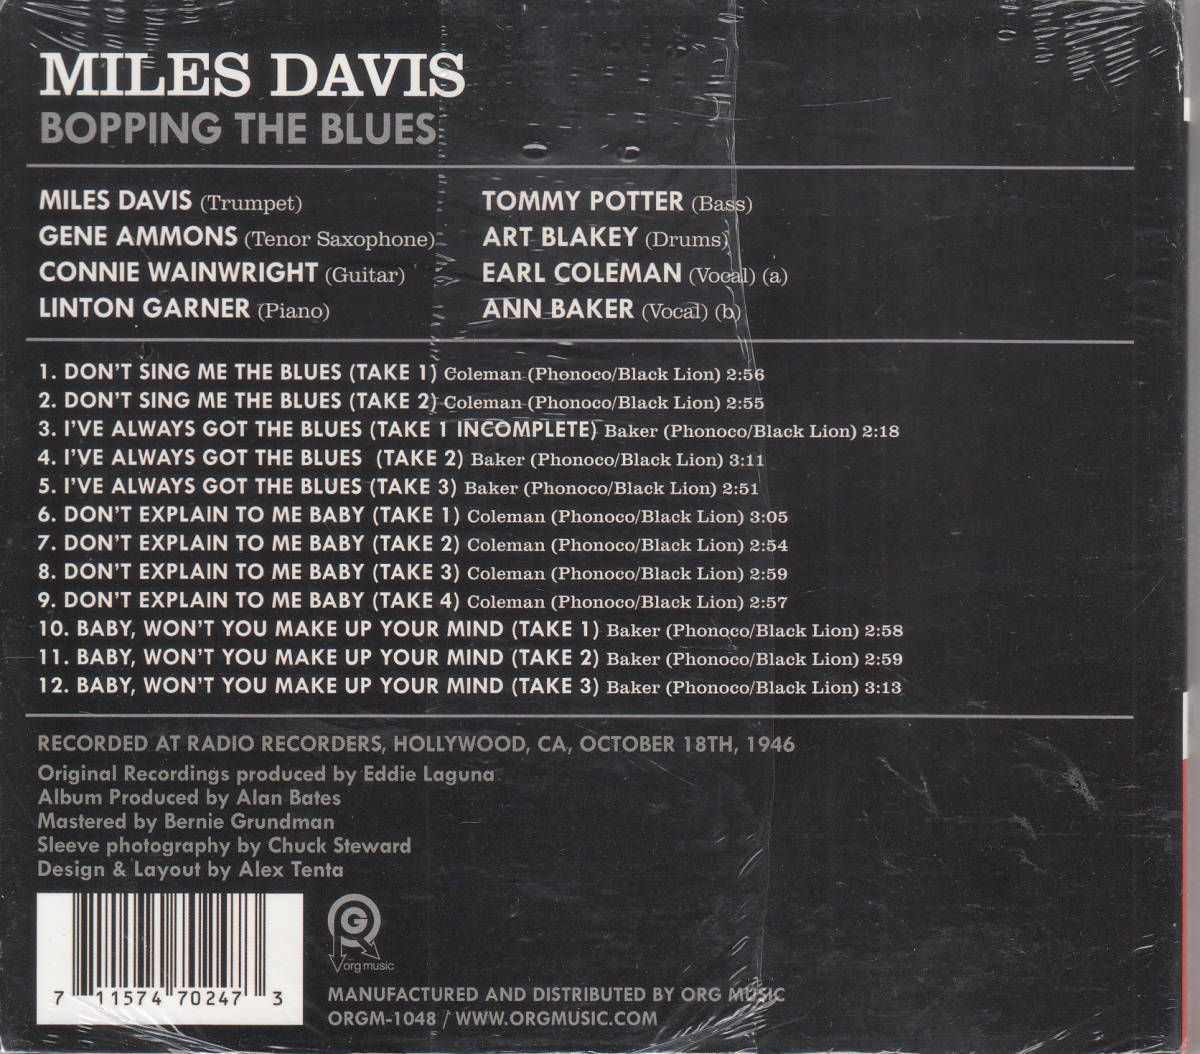 MILES DAVIS
BOPPING THE BLUES
MILES DAVIS (Trumpet)
GENE AMMONS (Tenor Saxophone)
CONNIE WAINWRIGHT (Guitar)
LINTON GARNER (Piano)
TOMMY POTTER (Bass)
ART BLAKEY (Drums)
EARL COLEMAN (Vocal) (a)
ANN BAKER (Vocal) (b)
1. DON'T SING ME THE BLUES (TAKE 1) Coleman (Phonoco/Black Lion) 2:56
2. DON'T SING ME THE BLUES (TAKE 2) Coleman (Phonoco/Black Lion) 2:55
3. I'VE ALWAYS GOT THE BLUES (TAKE 1 INCOMPLETE) Baker (Phonoco/Black Lion) 2:18
4. I'VE ALWAYS GOT THE BLUES (TAKE 2) Baker (Phonoco/Black Lion) 3:11
5. I'VE ALWAYS GOT THE BLUES (TAKE 3) Baker (Phonoco/Black Lion) 2:51
6. DON'T EXPLAIN TO ME BABY (TAKE 1) Coleman (Phonoco/Black Lion) 3:05
7. DON'T EXPLAIN TO ME BABY (TAKE 2) Coleman (Phonoco/Black Lion) 2:54
8. DON'T EXPLAIN TO ME BABY (TAKE 3) Coleman (Phonoco/Black Lion) 2:59
9. DON'T EXPLAIN TO ME BABY (TAKE 4) Coleman (Phonoco/Black Lion) 2:57
10. BABY, WON'T YOU MAKE UP YOUR MIND (TAKE 1) Baker (Phonoco/Black Lion) 2:58
11. BABY, WON'T YOU MAKE UP YOUR MIND (TAKE 2) Baker (Phonoco/Black Lion) 2:59
12. BABY, WON'T YOU MAKE UP YOUR MIND (TAKE 3) Baker (Phonoco/Black Lion) 3:13
RECORDED AT RADIO RECORDERS, HOLLYWOOD, CA, OCTOBER 18TH, 1946
Original Recordings produced by Eddie Laguna
Album Produced by Alan Bates
Mastered by Bernie Grundman
Sleeve photography by Chuck Steward
Design & Layout by Alex Tenta
7 11574 70247 3
org music
MANUFACTURED AND DISTRIBUTED BY ORG MUSIC
ORGM-1048 / WWW.ORGMUSIC.COM